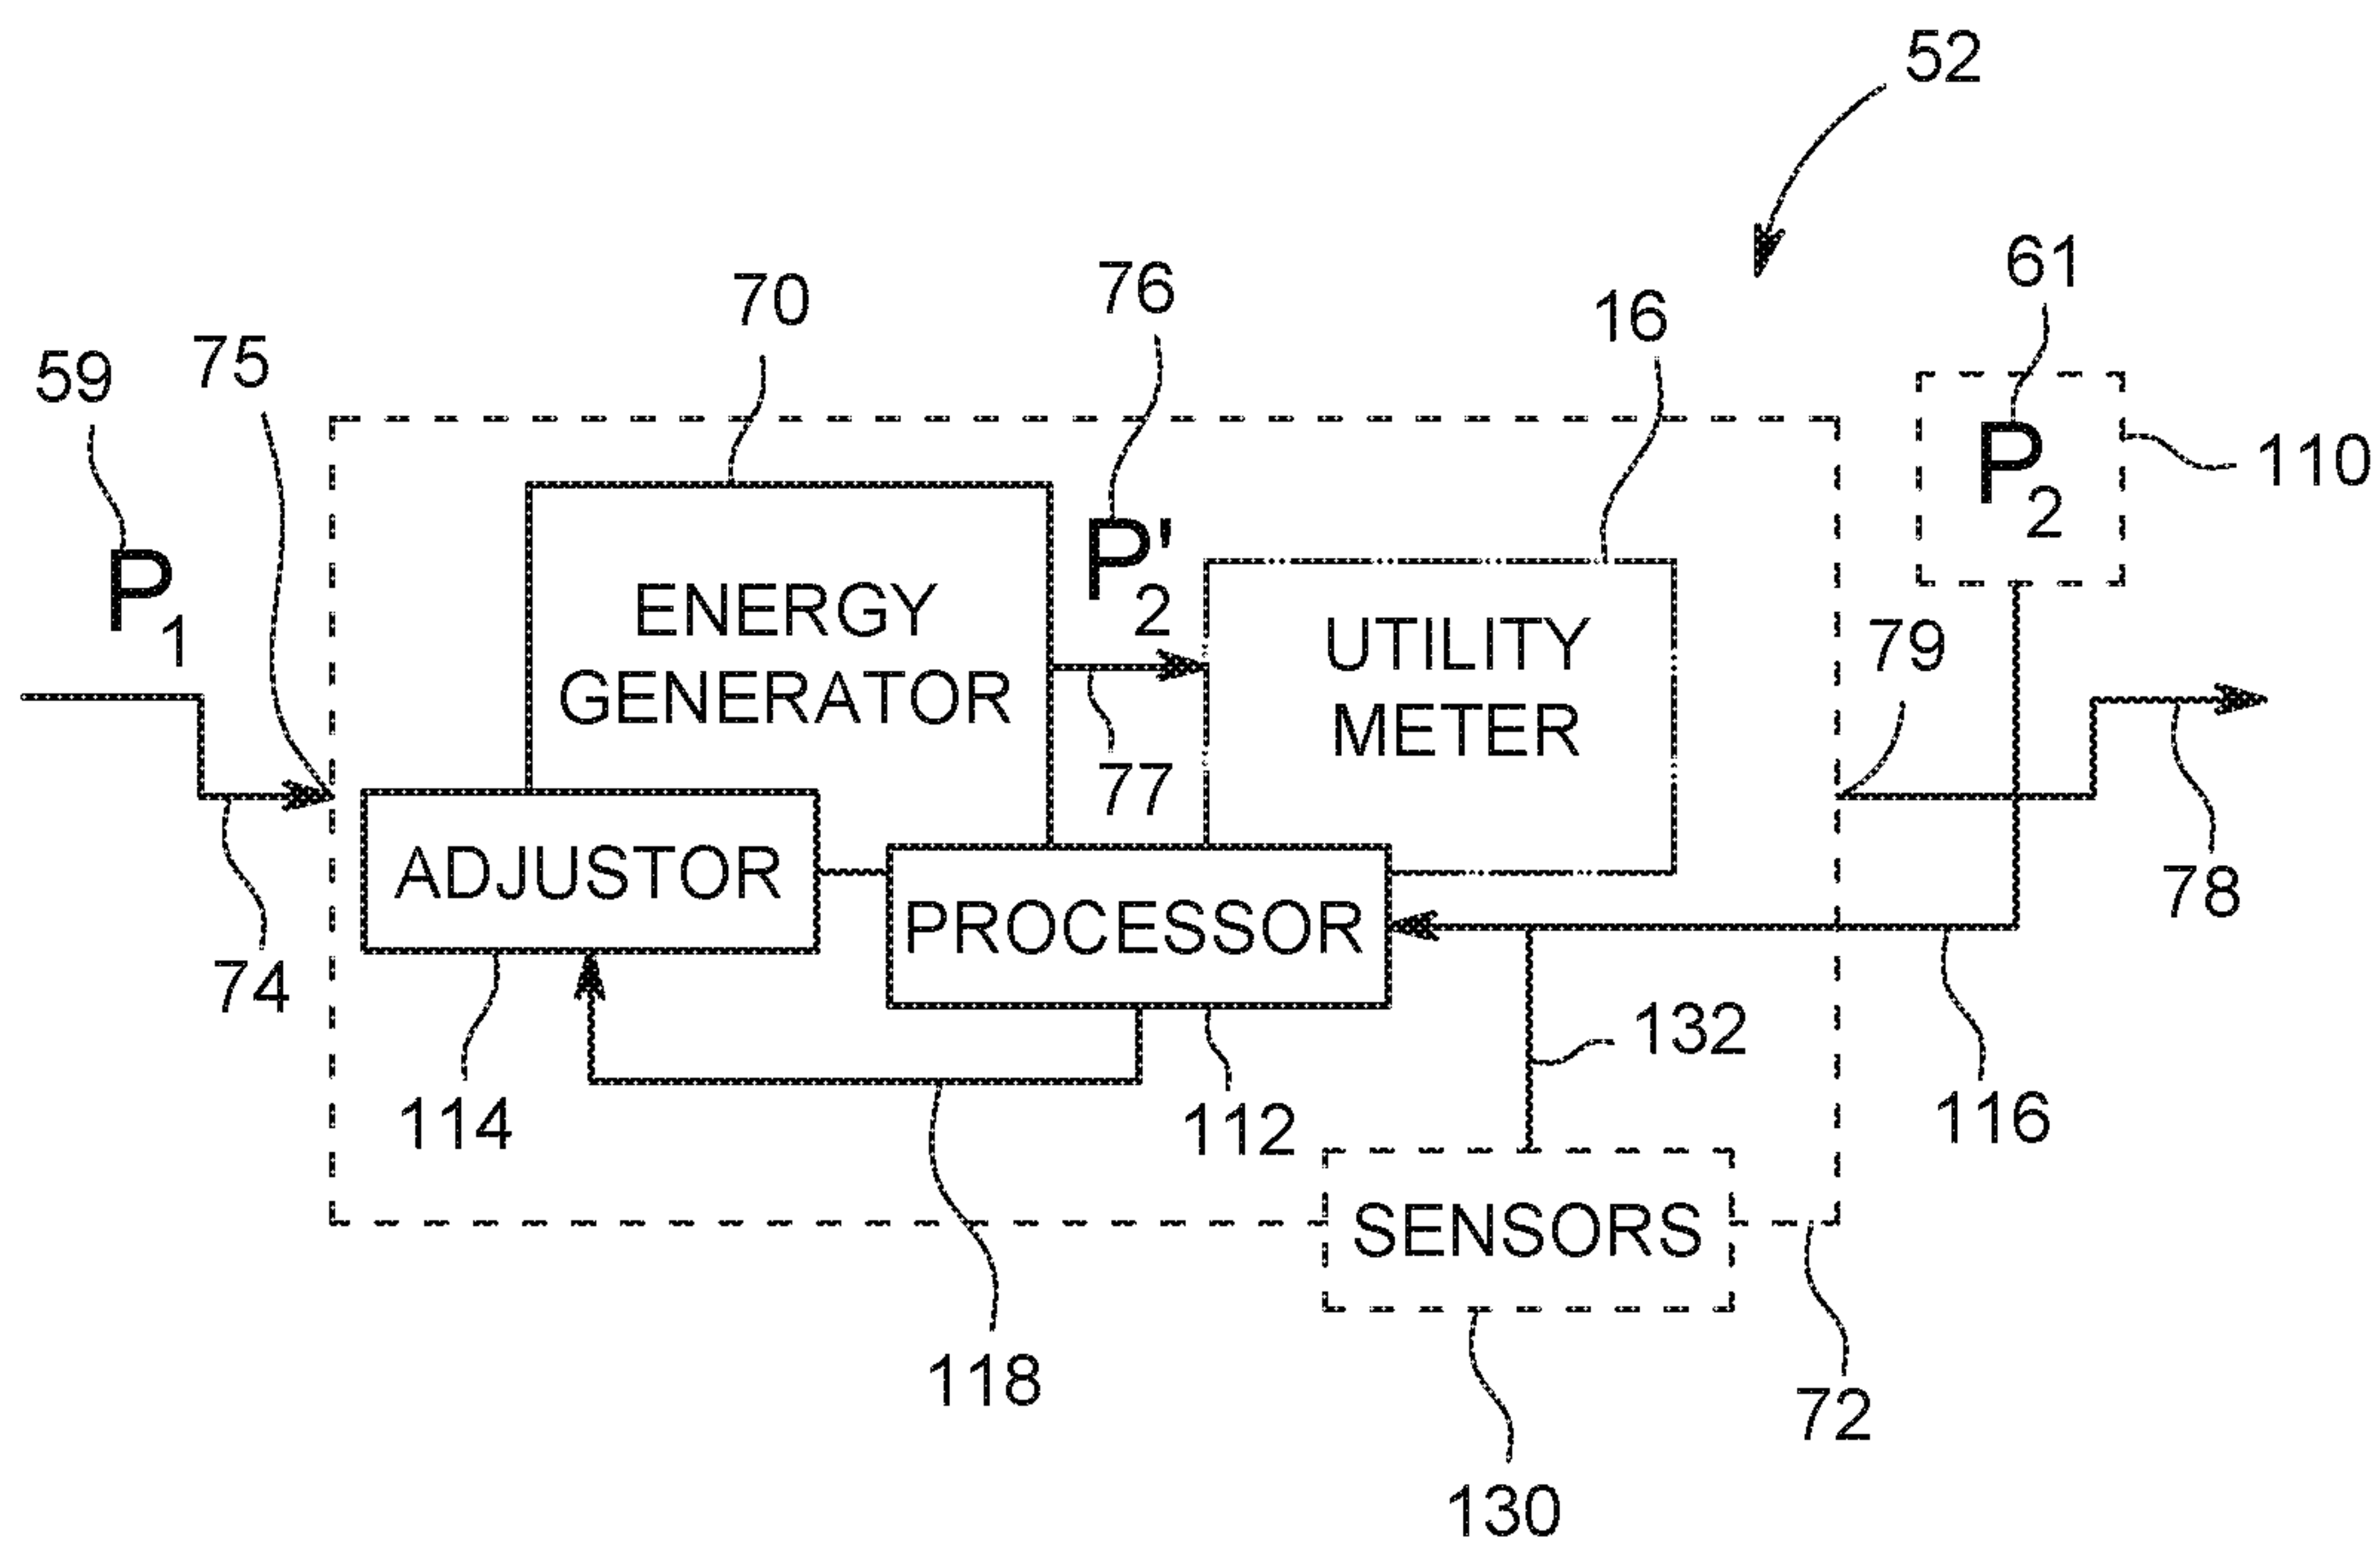 52
61
76
70
16
75
59
P2
110
P'2
P1
ENERGY
GENERATOR
UTILITY
METER
79
77
ADJUSTOR
PROCESSOR
78
74
132
114
112
116
SENSORS
118
72
130